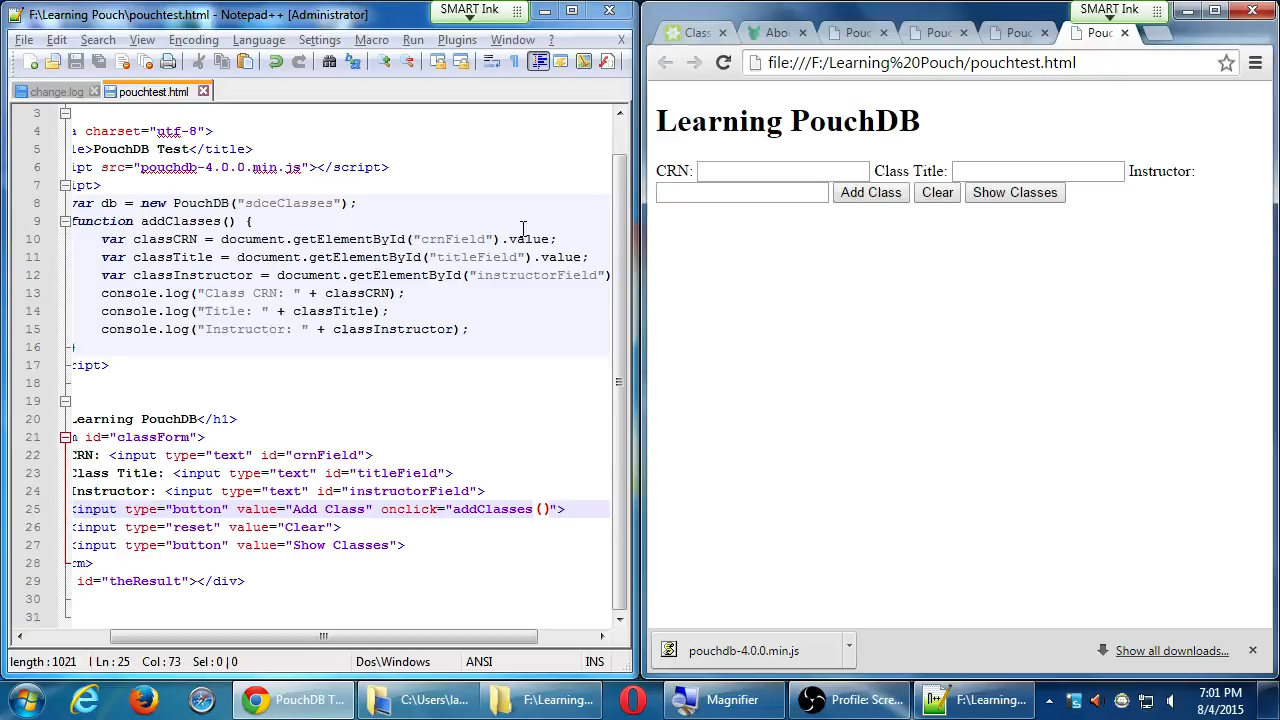 F:\Learning Pouch\pouchtest.html - Notepad++ [Administrator]
SMART Ink
File Edit Search View Encoding Language Settings Macro Run Plugins Window ? X
change.log pouchtest.html
3
4 a charset="utf-8">
5 le>PouchDB Test</title>
6 ipt src="pouchdb-4.0.0.min.js"></script>
7 ipt>
8 var db = new PouchDB("sdceClasses");
9 function addClasses() {
10 var classCRN = document.getElementById("crnField").value;
11 var classTitle = document.getElementById("titleField").value;
12 var classInstructor = document.getElementById("instructorField")
13 console.log("Class CRN: " + classCRN);
14 console.log("Title: " + classTitle);
15 console.log("Instructor: " + classInstructor);
16 }
17 cript>
18
19
20 Learning PouchDB</h1>
21 m id="classForm">
22 CRN: <input type="text" id="crnField">
23 Class Title: <input type="text" id="titleField">
24 Instructor: <input type="text" id="instructorField">
25 <input type="button" value="Add Class" onclick="addClasses()">
26 <input type="reset" value="Clear">
27 <input type="button" value="Show Classes">
28 rm>
29 id="theResult"></div>
30
31
length : 1021 Ln : 25 Col : 73 Sel : 0 | 0 Dos\Windows ANSI INS
SMART Ink
Class Abou Pouc Pouc Pouc Pouc
file:///F:/Learning%20Pouch/pouchtest.html
Learning PouchDB
CRN: Class Title: Instructor:
Add Class Clear Show Classes
pouchdb-4.0.0.min.js Show all downloads...
PouchDB T... C:\Users\la... F:\Learning... Magnifier Profile: Scre... F:\Learning... 7:01 PM
8/4/2015